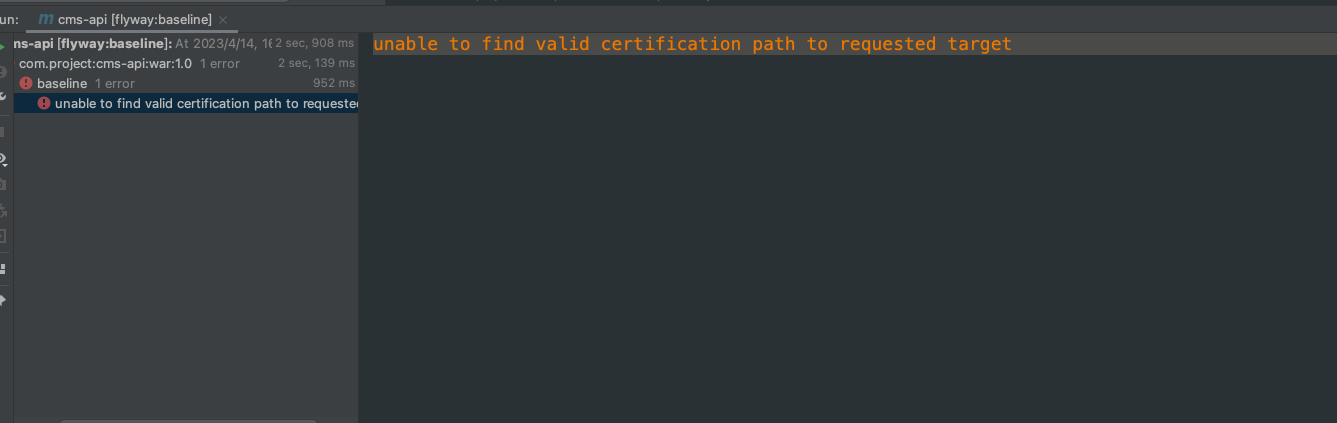 un: m cms-api [flyway:baseline] ×
ms-api [flyway:baseline]: At 2023/4/14, 16 2 sec, 908 ms
com.project:cms-api:war:1.0 1 error 2 sec, 139 ms
baseline 1 error 952 ms
unable to find valid certification path to requeste
unable to find valid certification path to requested target